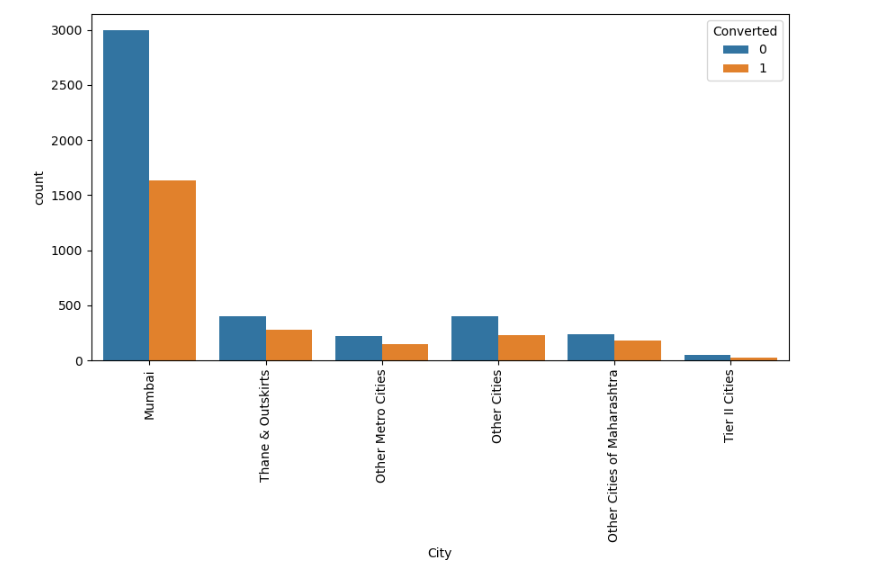 3000
2500
2000
1500
1000
500
0
count
Converted
0
1
Mumbai
Thane & Outskirts
Other Metro Cities
Other Cities
Other Cities of Maharashtra
Tier II Cities
City